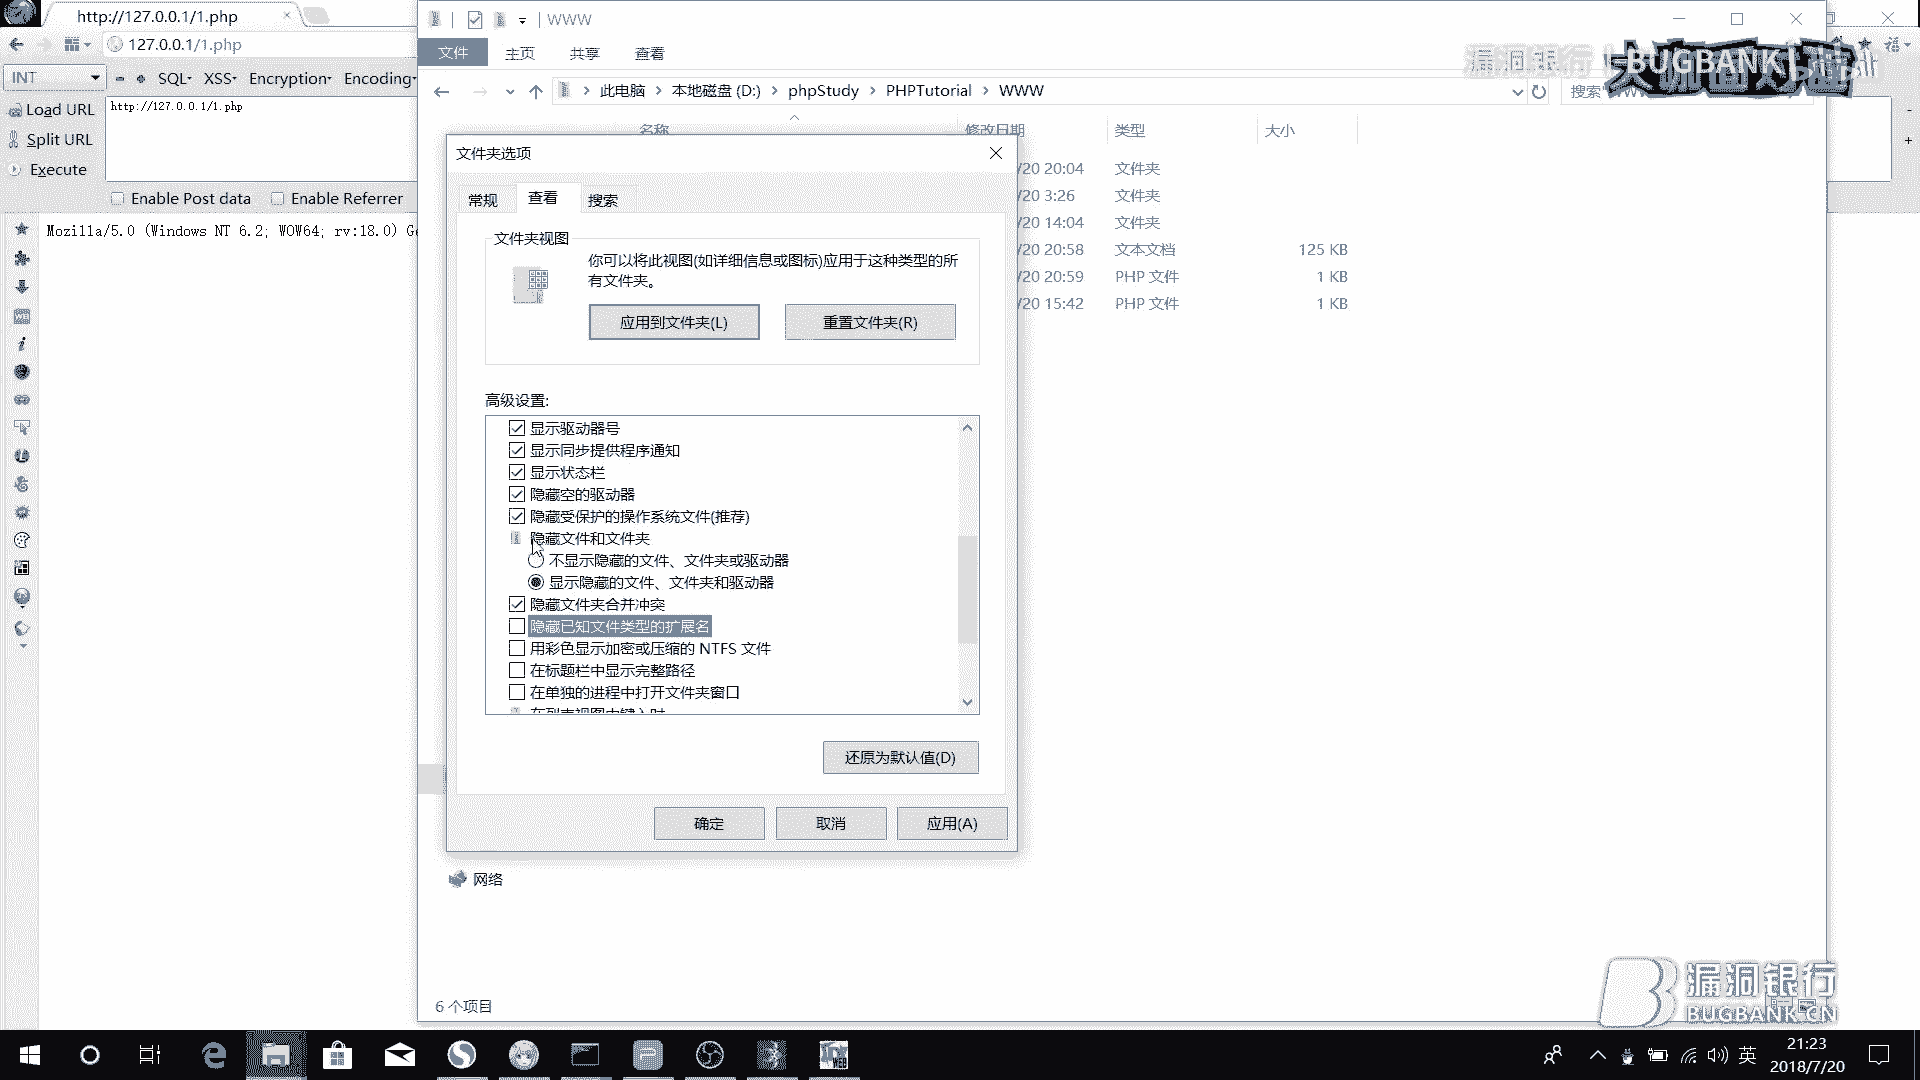 http://127.0.0.1/1.php
WWW
文件 主页 共享 查看
127.0.0.1/1.php
INT SQL XSS Encryption Encoding
此电脑 本地磁盘 (D:) phpStudy PHPTutorial WWW
漏洞银行 | BUGBANK
Load URL http://127.0.0.1/1.php
Split URL
Execute
Enable Post data Enable Referrer
名称 修改日期 类型 大小
/20 20:04 文件夹
/20 3:26 文件夹
/20 14:04 文件夹
/20 20:58 文本文档 125 KB
/20 20:59 PHP 文件 1 KB
/20 15:42 PHP 文件 1 KB
Mozilla/5.0 (Windows NT 6.2; WOW64; rv:18.0)
文件夹选项
常规 查看 搜索
文件夹视图
你可以将此视图(如详细信息或图标)应用于这种类型的所
有文件夹。
应用到文件夹(L) 重置文件夹(R)
高级设置:
显示驱动器号
显示同步提供程序通知
显示状态栏
隐藏空的驱动器
隐藏受保护的操作系统文件(推荐)
隐藏文件和文件夹
不显示隐藏的文件、文件夹或驱动器
显示隐藏的文件、文件夹和驱动器
隐藏文件夹合并冲突
隐藏已知文件类型的扩展名
用彩色显示加密或压缩的 NTFS 文件
在标题栏中显示完整路径
在单独的进程中打开文件夹窗口
还原为默认值(D)
确定 取消 应用(A)
网络
6 个项目
漏洞银行
BUGBANK.CN
英
21:23
2018/7/20